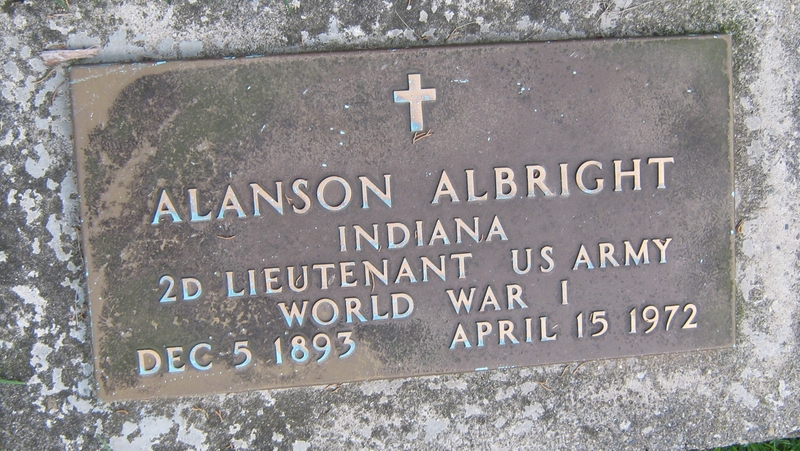 ALANSON ALBRIGHT
INDIANA
2D LIEUTENANT US ARMY
WORLD WAR I
DEC 5 1893 APRIL 15 1972